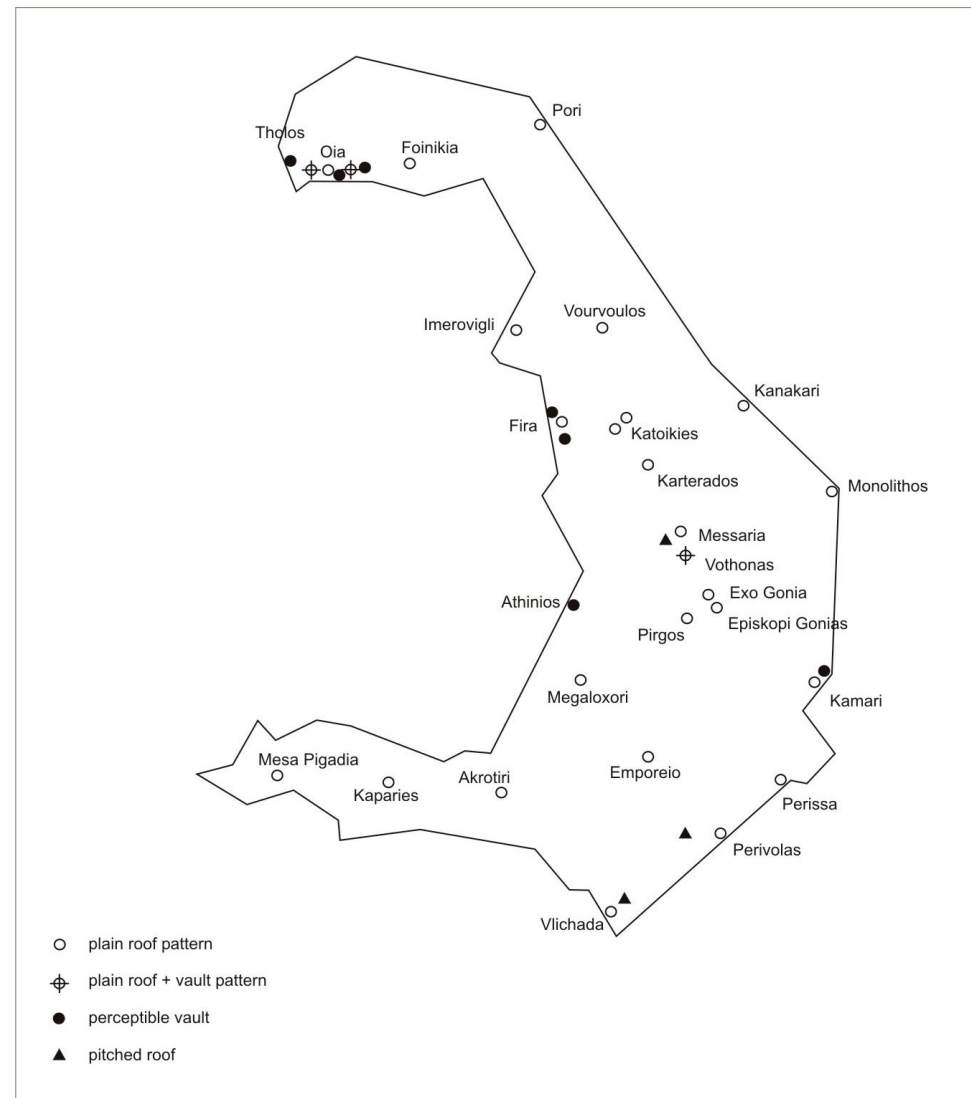 Pori
Tholos
Oia
Foinikia
Imerovigli
Vourvoulos
Kanakari
Fira
Katoikies
Karterados
Monolithos
Messaria
Vothonas
Exo Gonia
Athinios
Episkopi Gonias
Pirgos
Megaloxori
Kamari
Mesa Pigadia
Kaparies
Akrotiri
Emporeio
Perissa
Perivolas
Vlichada
plain roof pattern
plain roof + vault pattern
perceptible vault
pitched roof